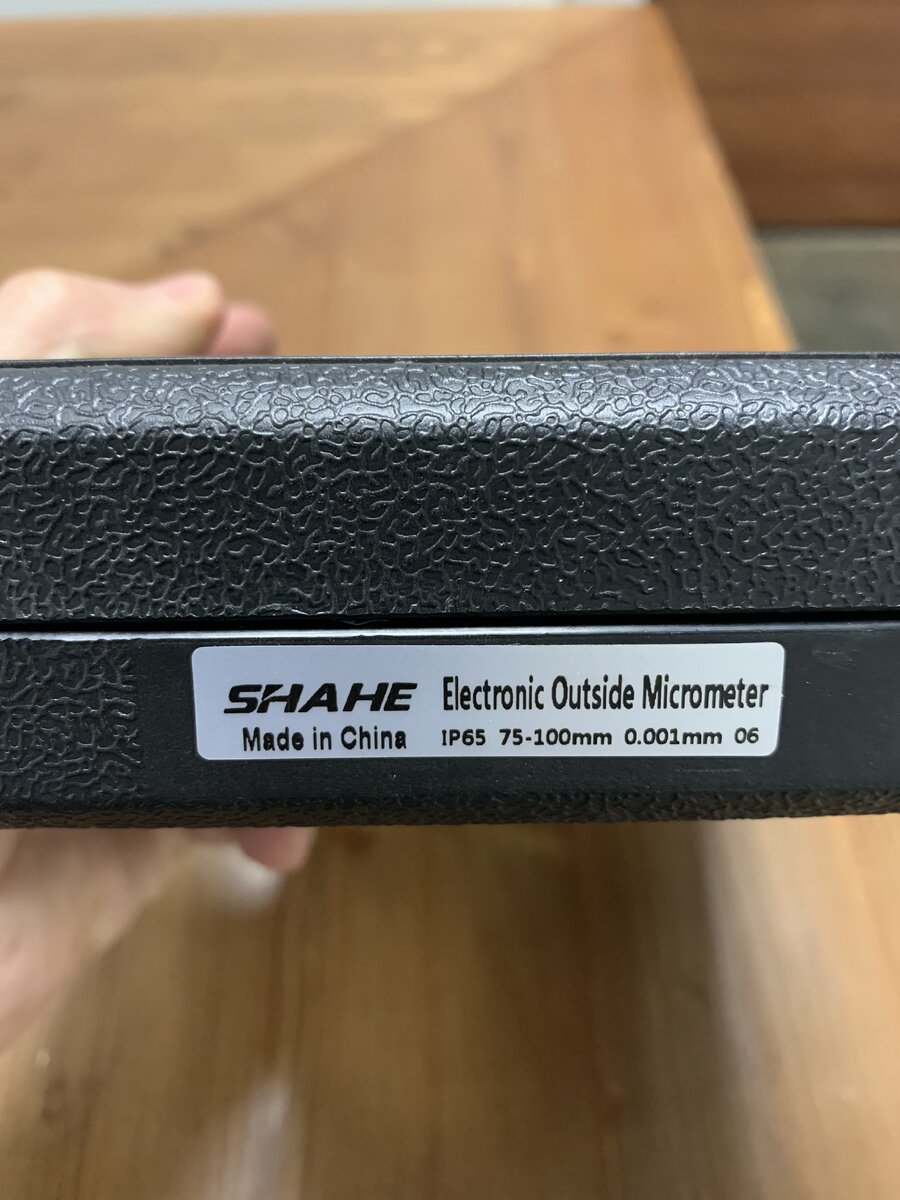 SHAHE Electronic Outside Micrometer
Made in China IP65 75-100mm 0.001mm 06